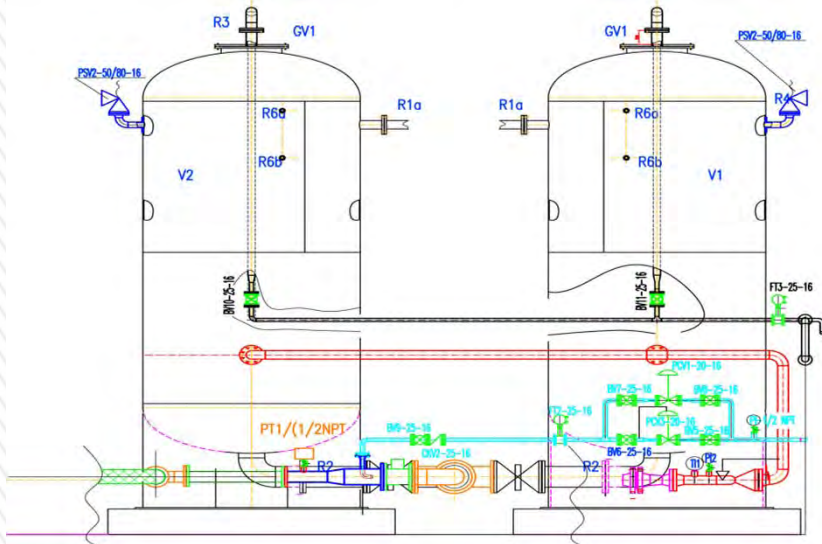 R3
GV1
GV1
PSV2-50/80-16
PSV2-50/80-16
R4
R6a
R1a
R1a
R6a
R6b
R6b
V2
V1
BV10-25-16
BV11-25-16
FT3-25-16
PCV1-20-16
BV7-25-16
BV8-25-16
FT2-25-16
PCV3-20-16
PI 1/2 NPT
PT1/(1/2NPT
BV9-25-16
CKV2-25-16
BV6-25-16
BV5-25-16
R2
R2
TI1
PI2